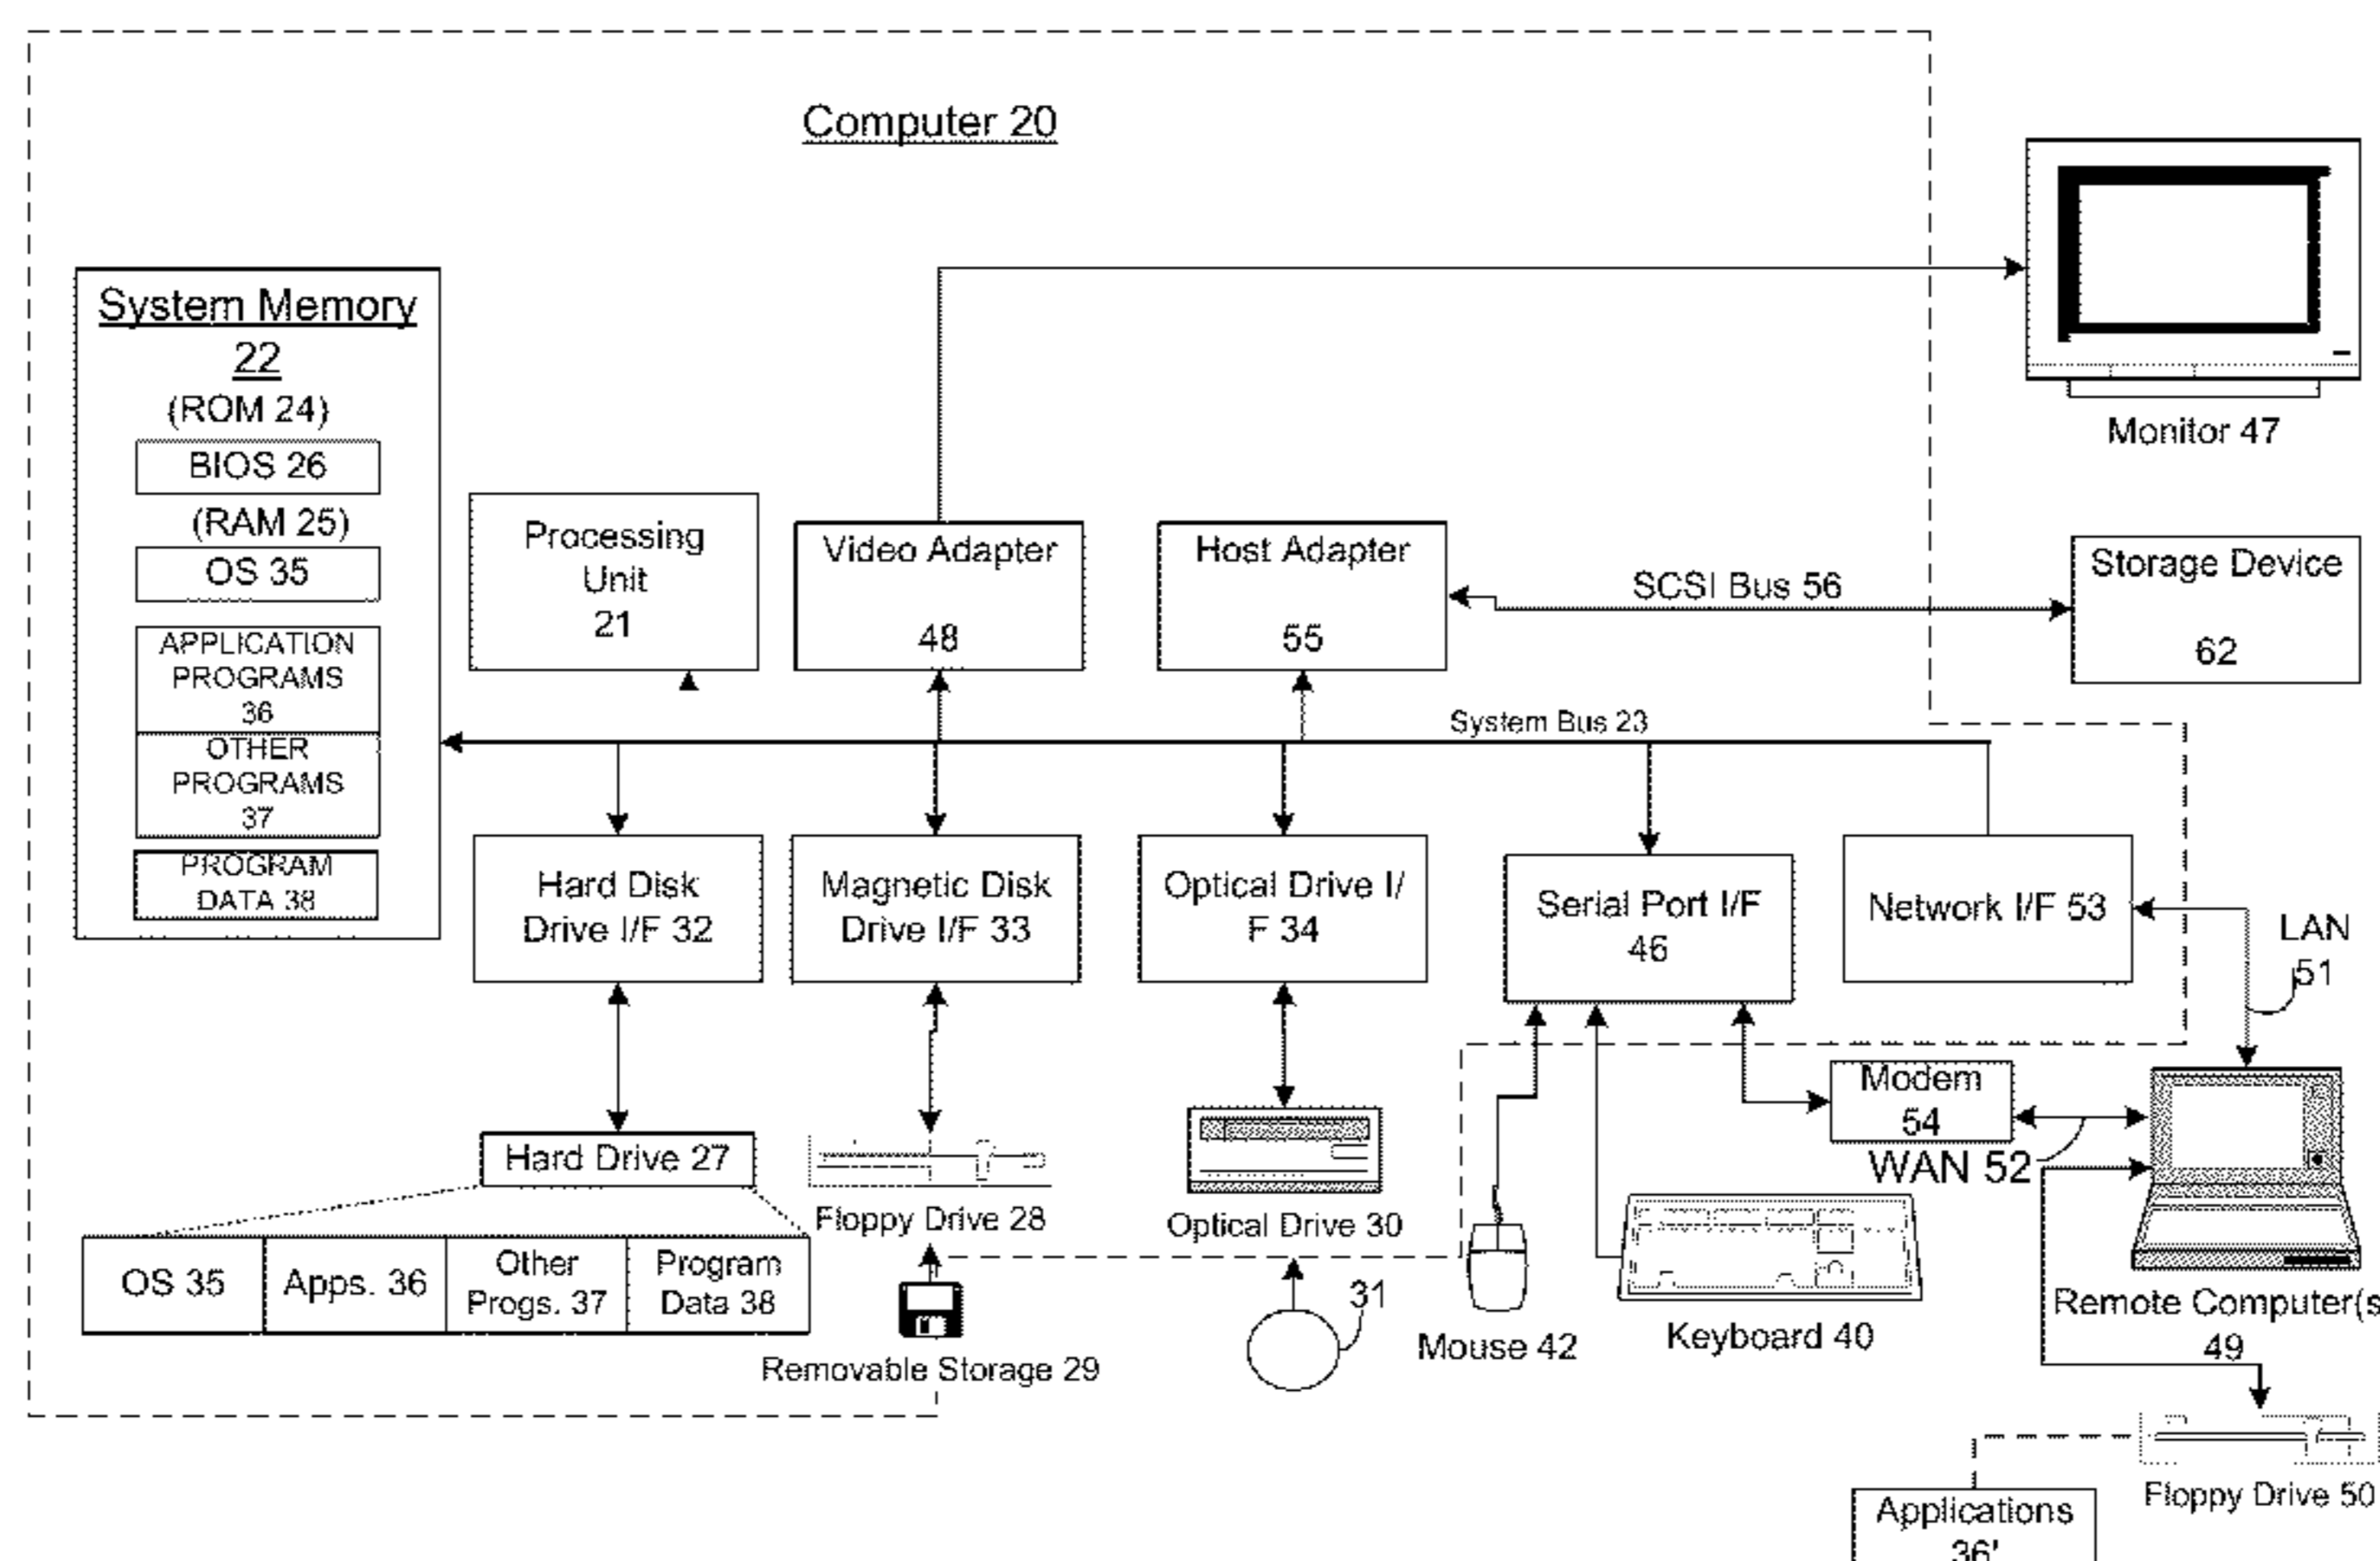 Computer 20
System Memory
22
(ROM 24)
BIOS 26
(RAM 25)
OS 35
APPLICATION
PROGRAMS
36
OTHER
PROGRAMS
37
PROGRAM
DATA 38
Processing
Unit
21
Video Adapter
48
Host Adapter
55
SCSI Bus 56
Monitor 47
Storage Device
62
System Bus 23
Hard Disk
Drive I/F 32
Magnetic Disk
Drive I/F 33
Optical Drive I/
F 34
Serial Port I/F
46
Network I/F 53
LAN
51
Hard Drive 27
Floppy Drive 28
Optical Drive 30
Modem
54
WAN 52
OS 35
Apps. 36
Other
Progs. 37
Program
Data 38
Removable Storage 29
31
Mouse 42
Keyboard 40
Remote Computer(s
49
Floppy Drive 50
Applications
36'